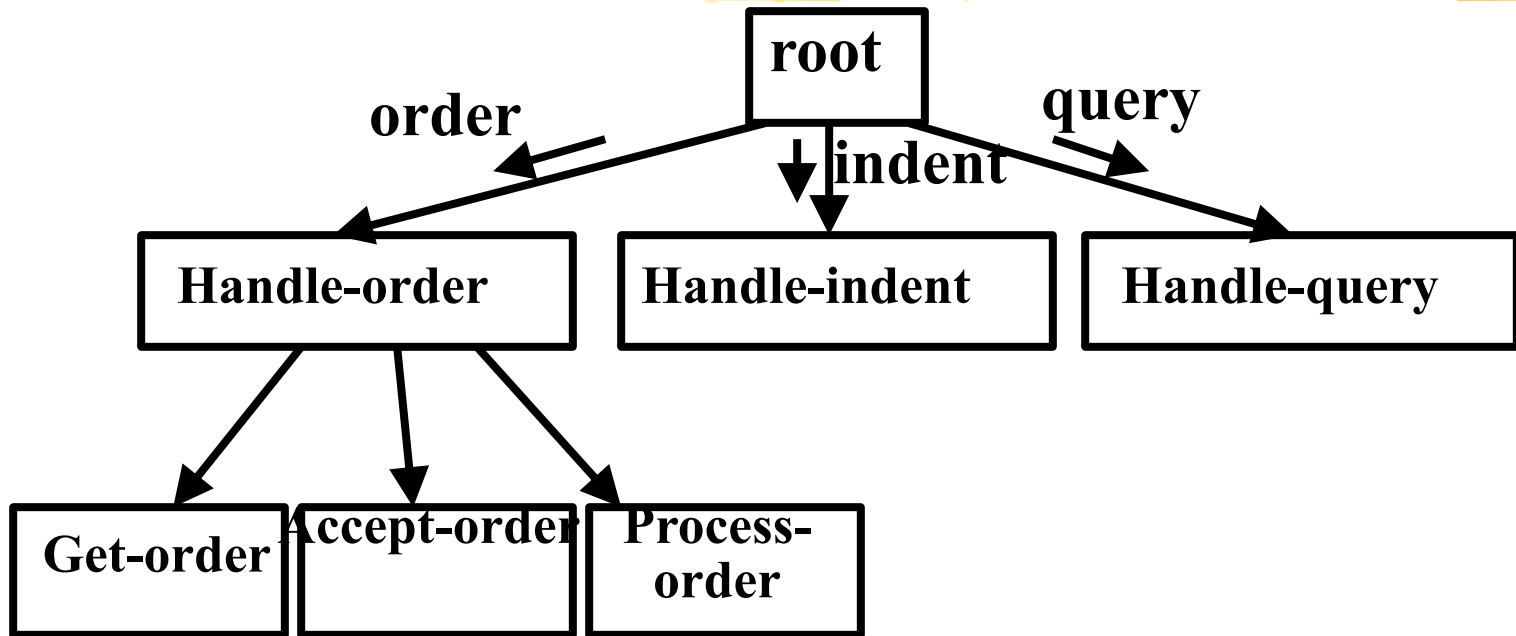 root
order
query
indent
Handle-order
Handle-indent
Handle-query
Get-order
Accept-order
Process-
order